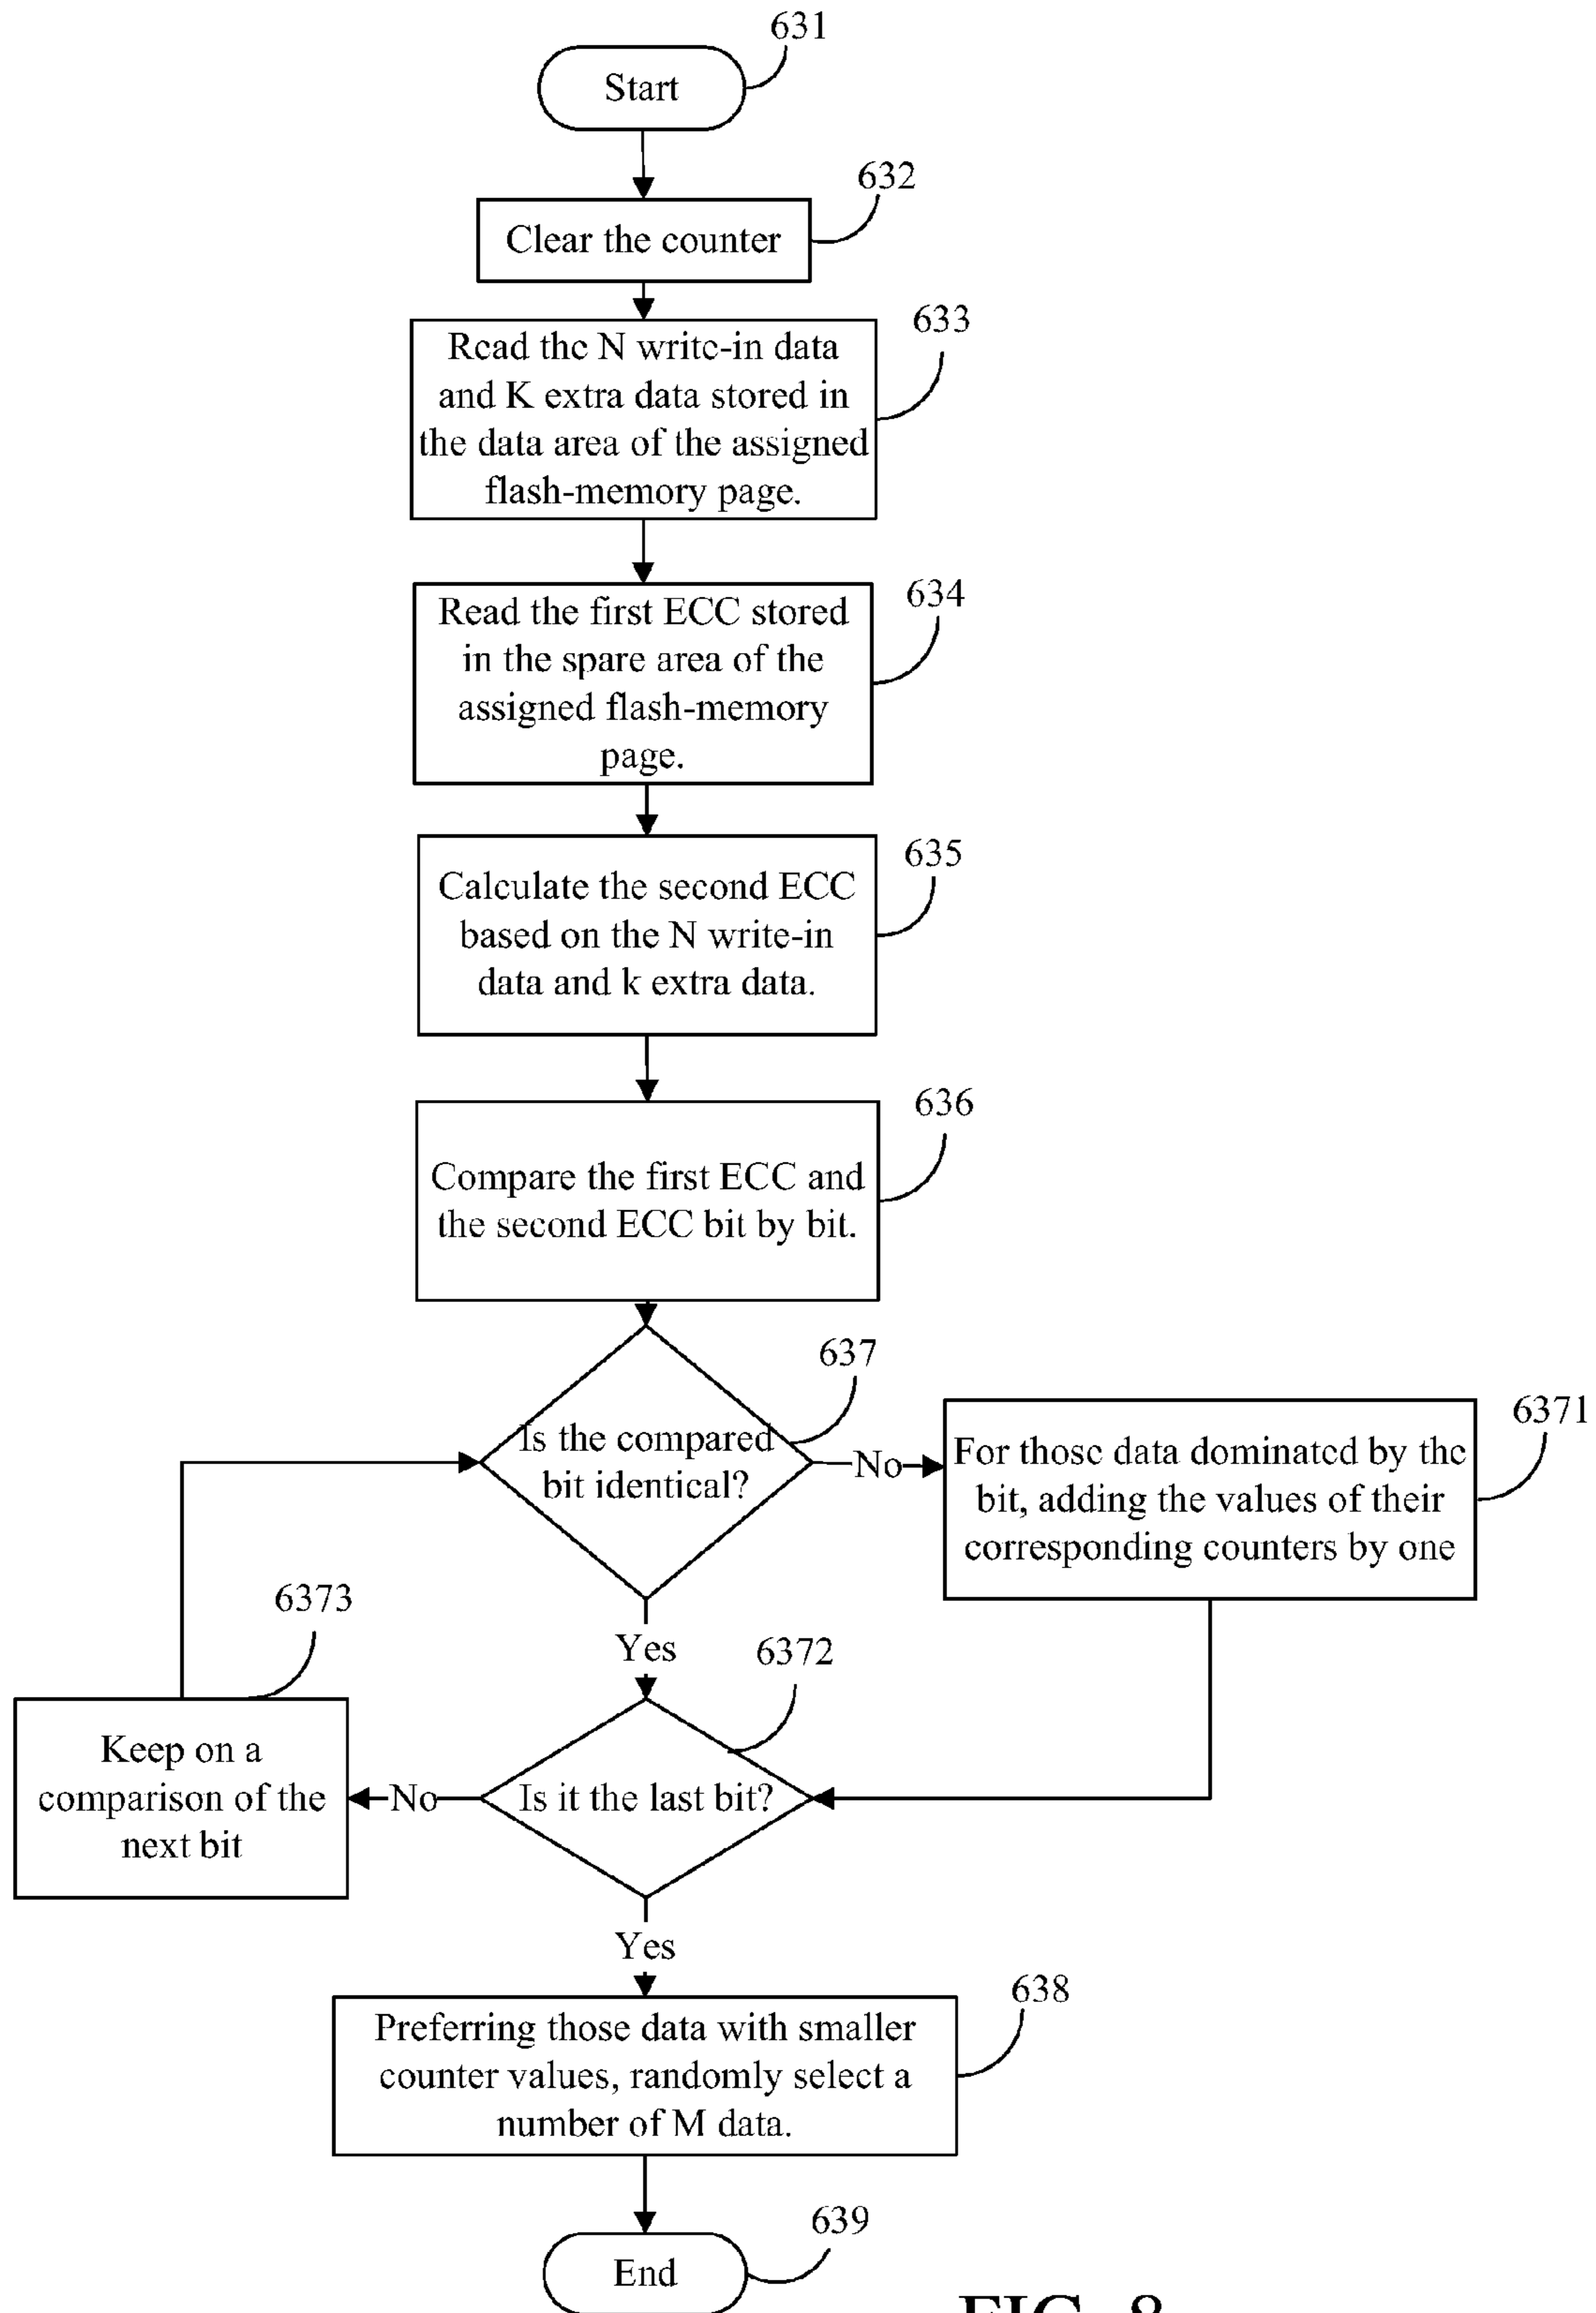 631
Start
632
Clear the counter
633
Read the N write-in data
and K extra data stored in
the data area of the assigned
flash-memory page.
634
Read the first ECC stored
in the spare area of the
assigned flash-memory
page.
635
Calculate the second ECC
based on the N write-in
data and k extra data.
636
Compare the first ECC and
the second ECC bit by bit.
637
Is the compared
bit identical?
No
6371
For those data dominated by the
bit, adding the values of their
corresponding counters by one
Yes
6373
6372
Keep on a
comparison of the
next bit
No
Is it the last bit?
Yes
638
Preferring those data with smaller
counter values, randomly select a
number of M data.
639
End
FIG. 8